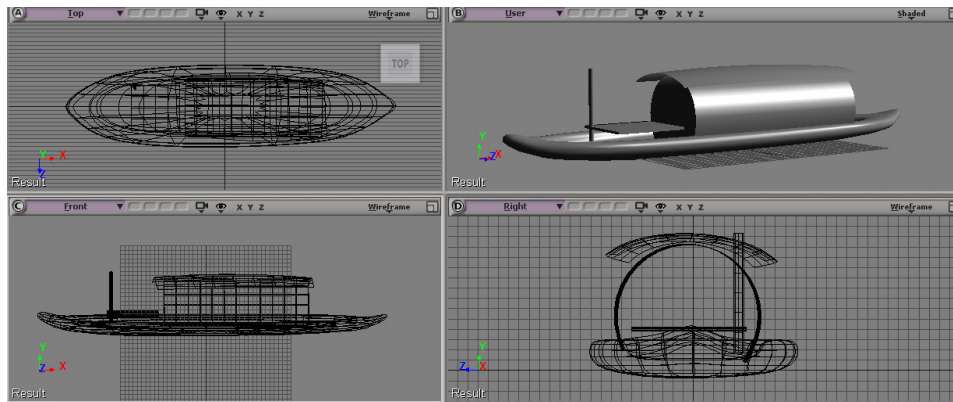 A Top X Y Z Wireframe
TOP
Y X
Z
Result
B User X Y Z Shaded
Y
Z X
Result
C Front X Y Z Wireframe
Y
Z X
Result
D Right X Y Z Wireframe
Y
Z X
Result